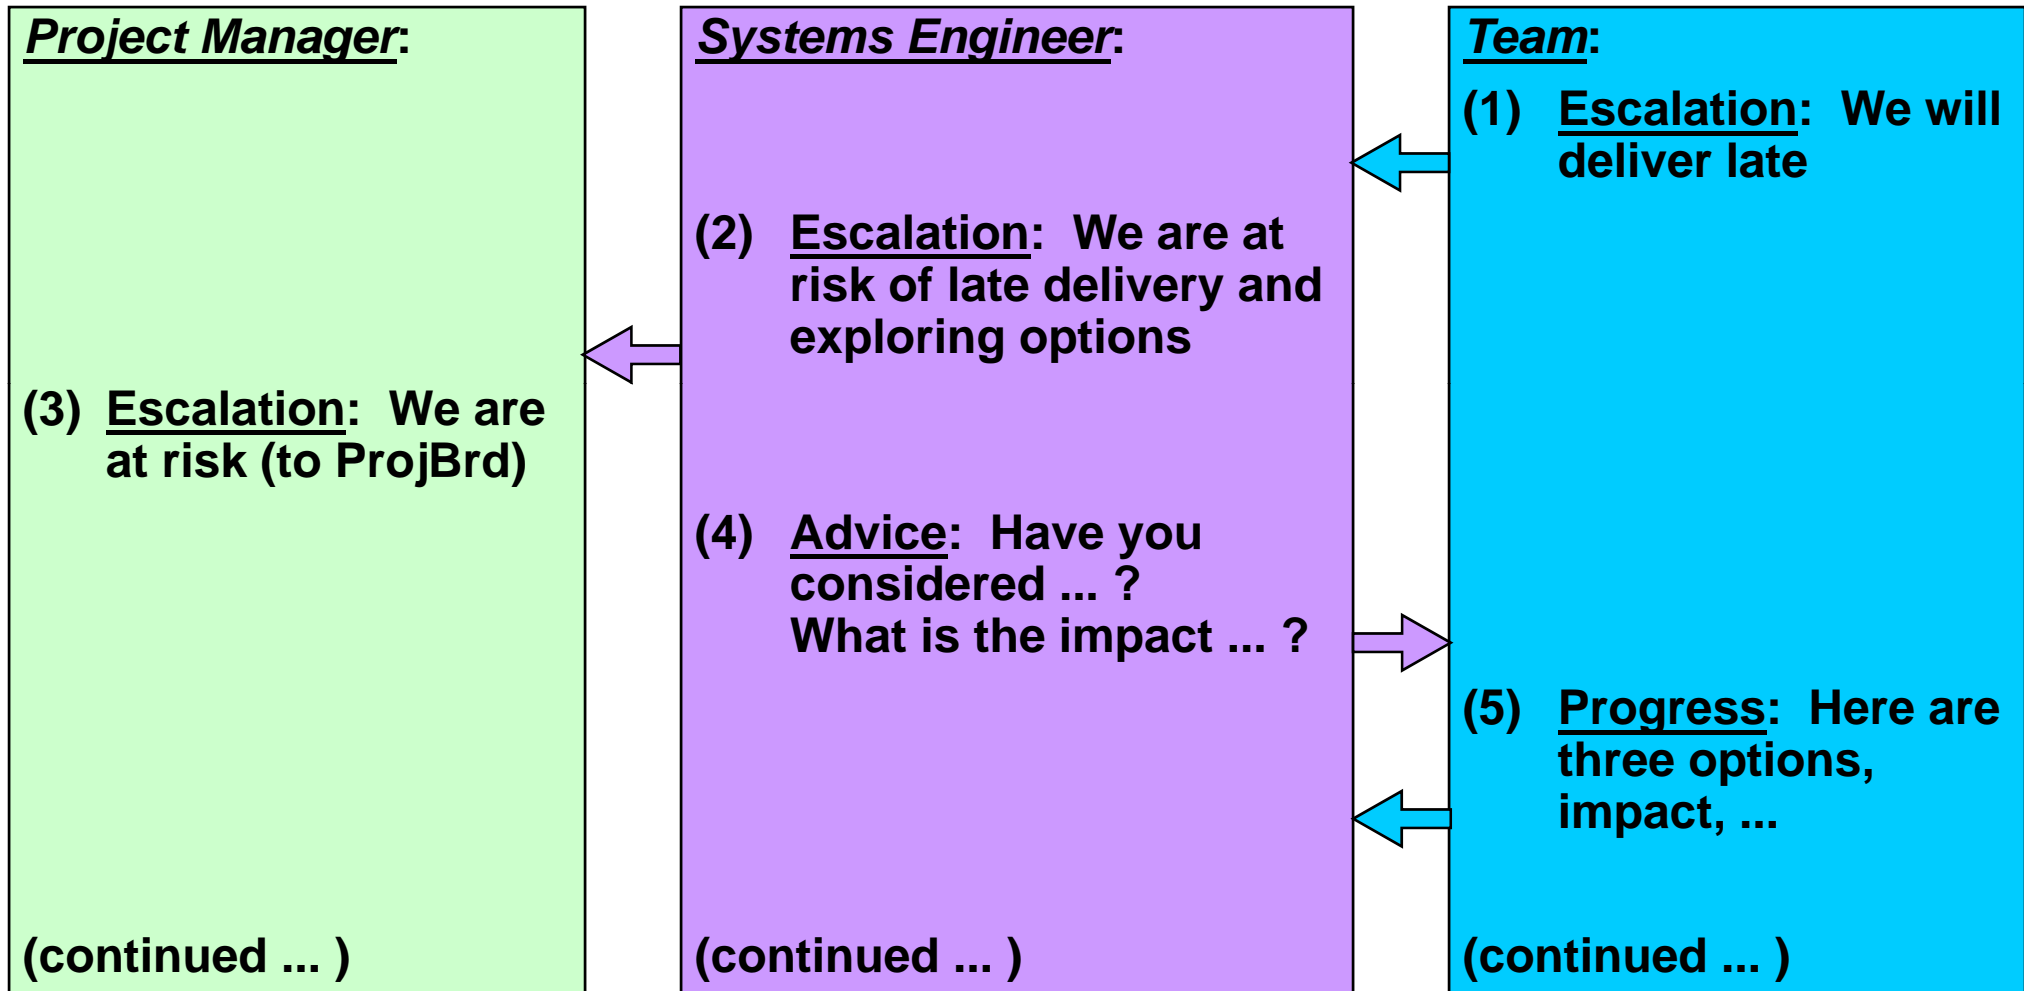 Project Manager:
(3) Escalation: We are
at risk (to ProjBrd)
(continued ... )
Systems Engineer:
(2) Escalation: We are at
risk of late delivery and
exploring options
(4) Advice: Have you
considered ... ?
What is the impact ... ?
(continued ... )
Team:
(1) Escalation: We will
deliver late
(5) Progress: Here are
three options,
impact, ...
(continued ... )